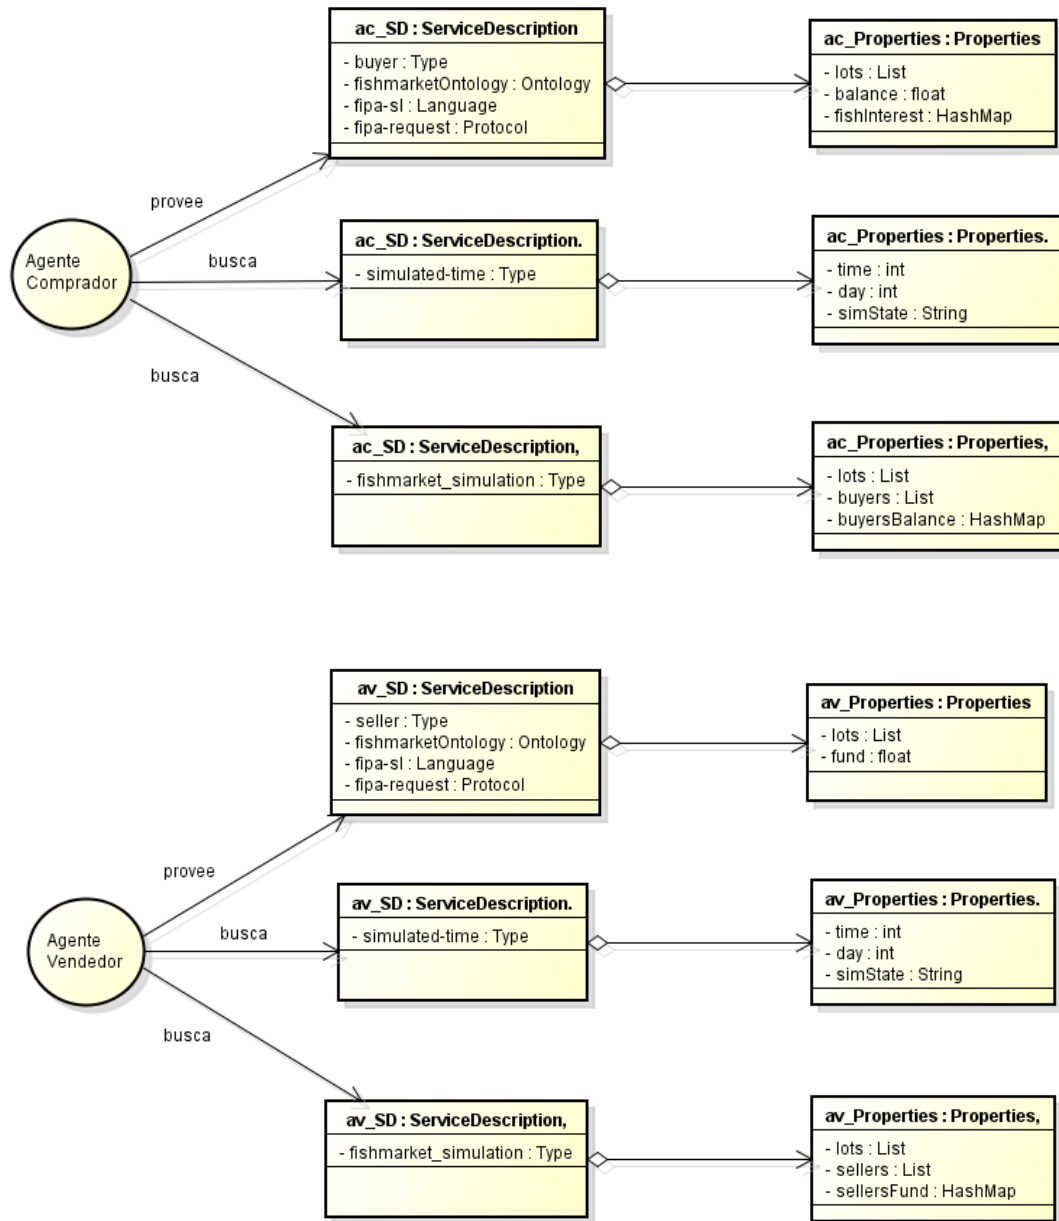 ac_SD : ServiceDescription
- buyer : Type
- fishmarketOntology : Ontology
- fipa-sl : Language
- fipa-request : Protocol
ac_Properties : Properties
- lots : List
- balance : float
- fishInterest : HashMap
provee
Agente
Comprador
busca
ac_SD : ServiceDescription.
- simulated-time : Type
ac_Properties : Properties.
- time : int
- day : int
- simState : String
busca
ac_SD : ServiceDescription,
- fishmarket_simulation : Type
ac_Properties : Properties,
- lots : List
- buyers : List
- buyersBalance : HashMap
av_SD : ServiceDescription
- seller : Type
- fishmarketOntology : Ontology
- fipa-sl : Language
- fipa-request : Protocol
av_Properties : Properties
- lots : List
- fund : float
provee
Agente
Vendedor
busca
av_SD : ServiceDescription.
- simulated-time : Type
av_Properties : Properties.
- time : int
- day : int
- simState : String
busca
av_SD : ServiceDescription,
- fishmarket_simulation : Type
av_Properties : Properties,
- lots : List
- sellers : List
- sellersFund : HashMap